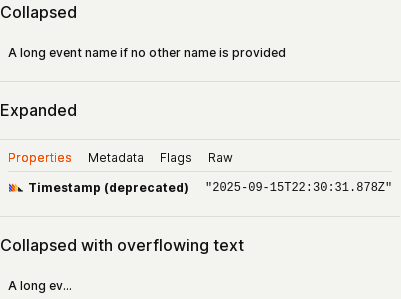 Collapsed
A long event name if no other name is provided
Expanded
Properties Metadata Flags Raw
Timestamp (deprecated) "2025-09-15T22:30:31.878Z"
Collapsed with overflowing text
A long ev...